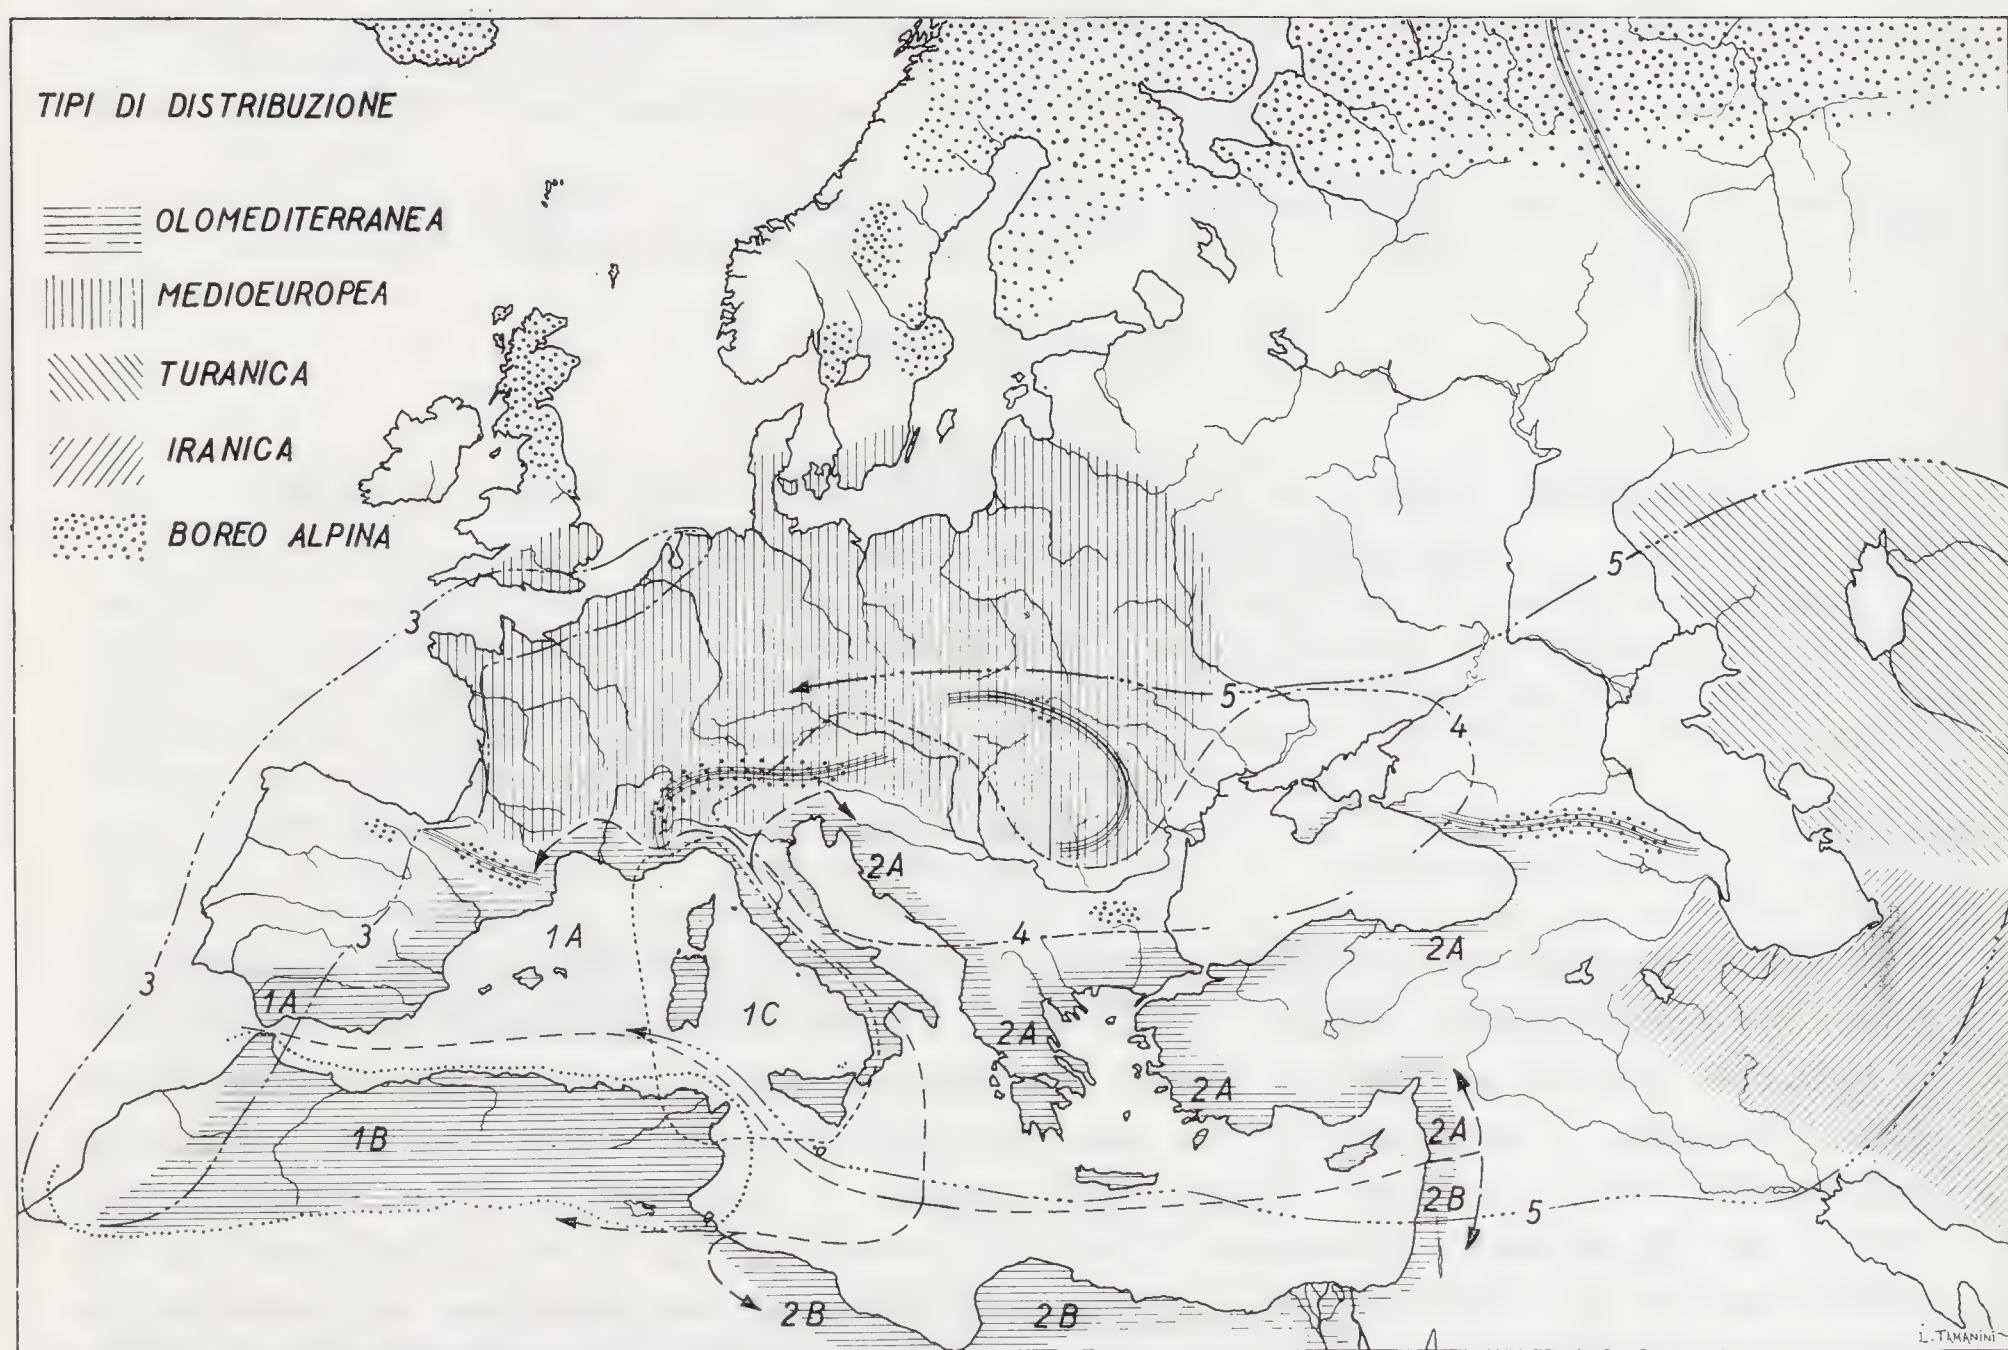 TIPI DI DISTRIBUZIONE
OLOMEDITERRANEA
MEDIOEUROPEA
TURANICA
IRANICA
BOREO ALPINA
5
3
5
4
2A
3
1A
4
2A
3
1A
1C
2A
2A
1B
2A
2B
5
2B
2B
L. TAMANINI